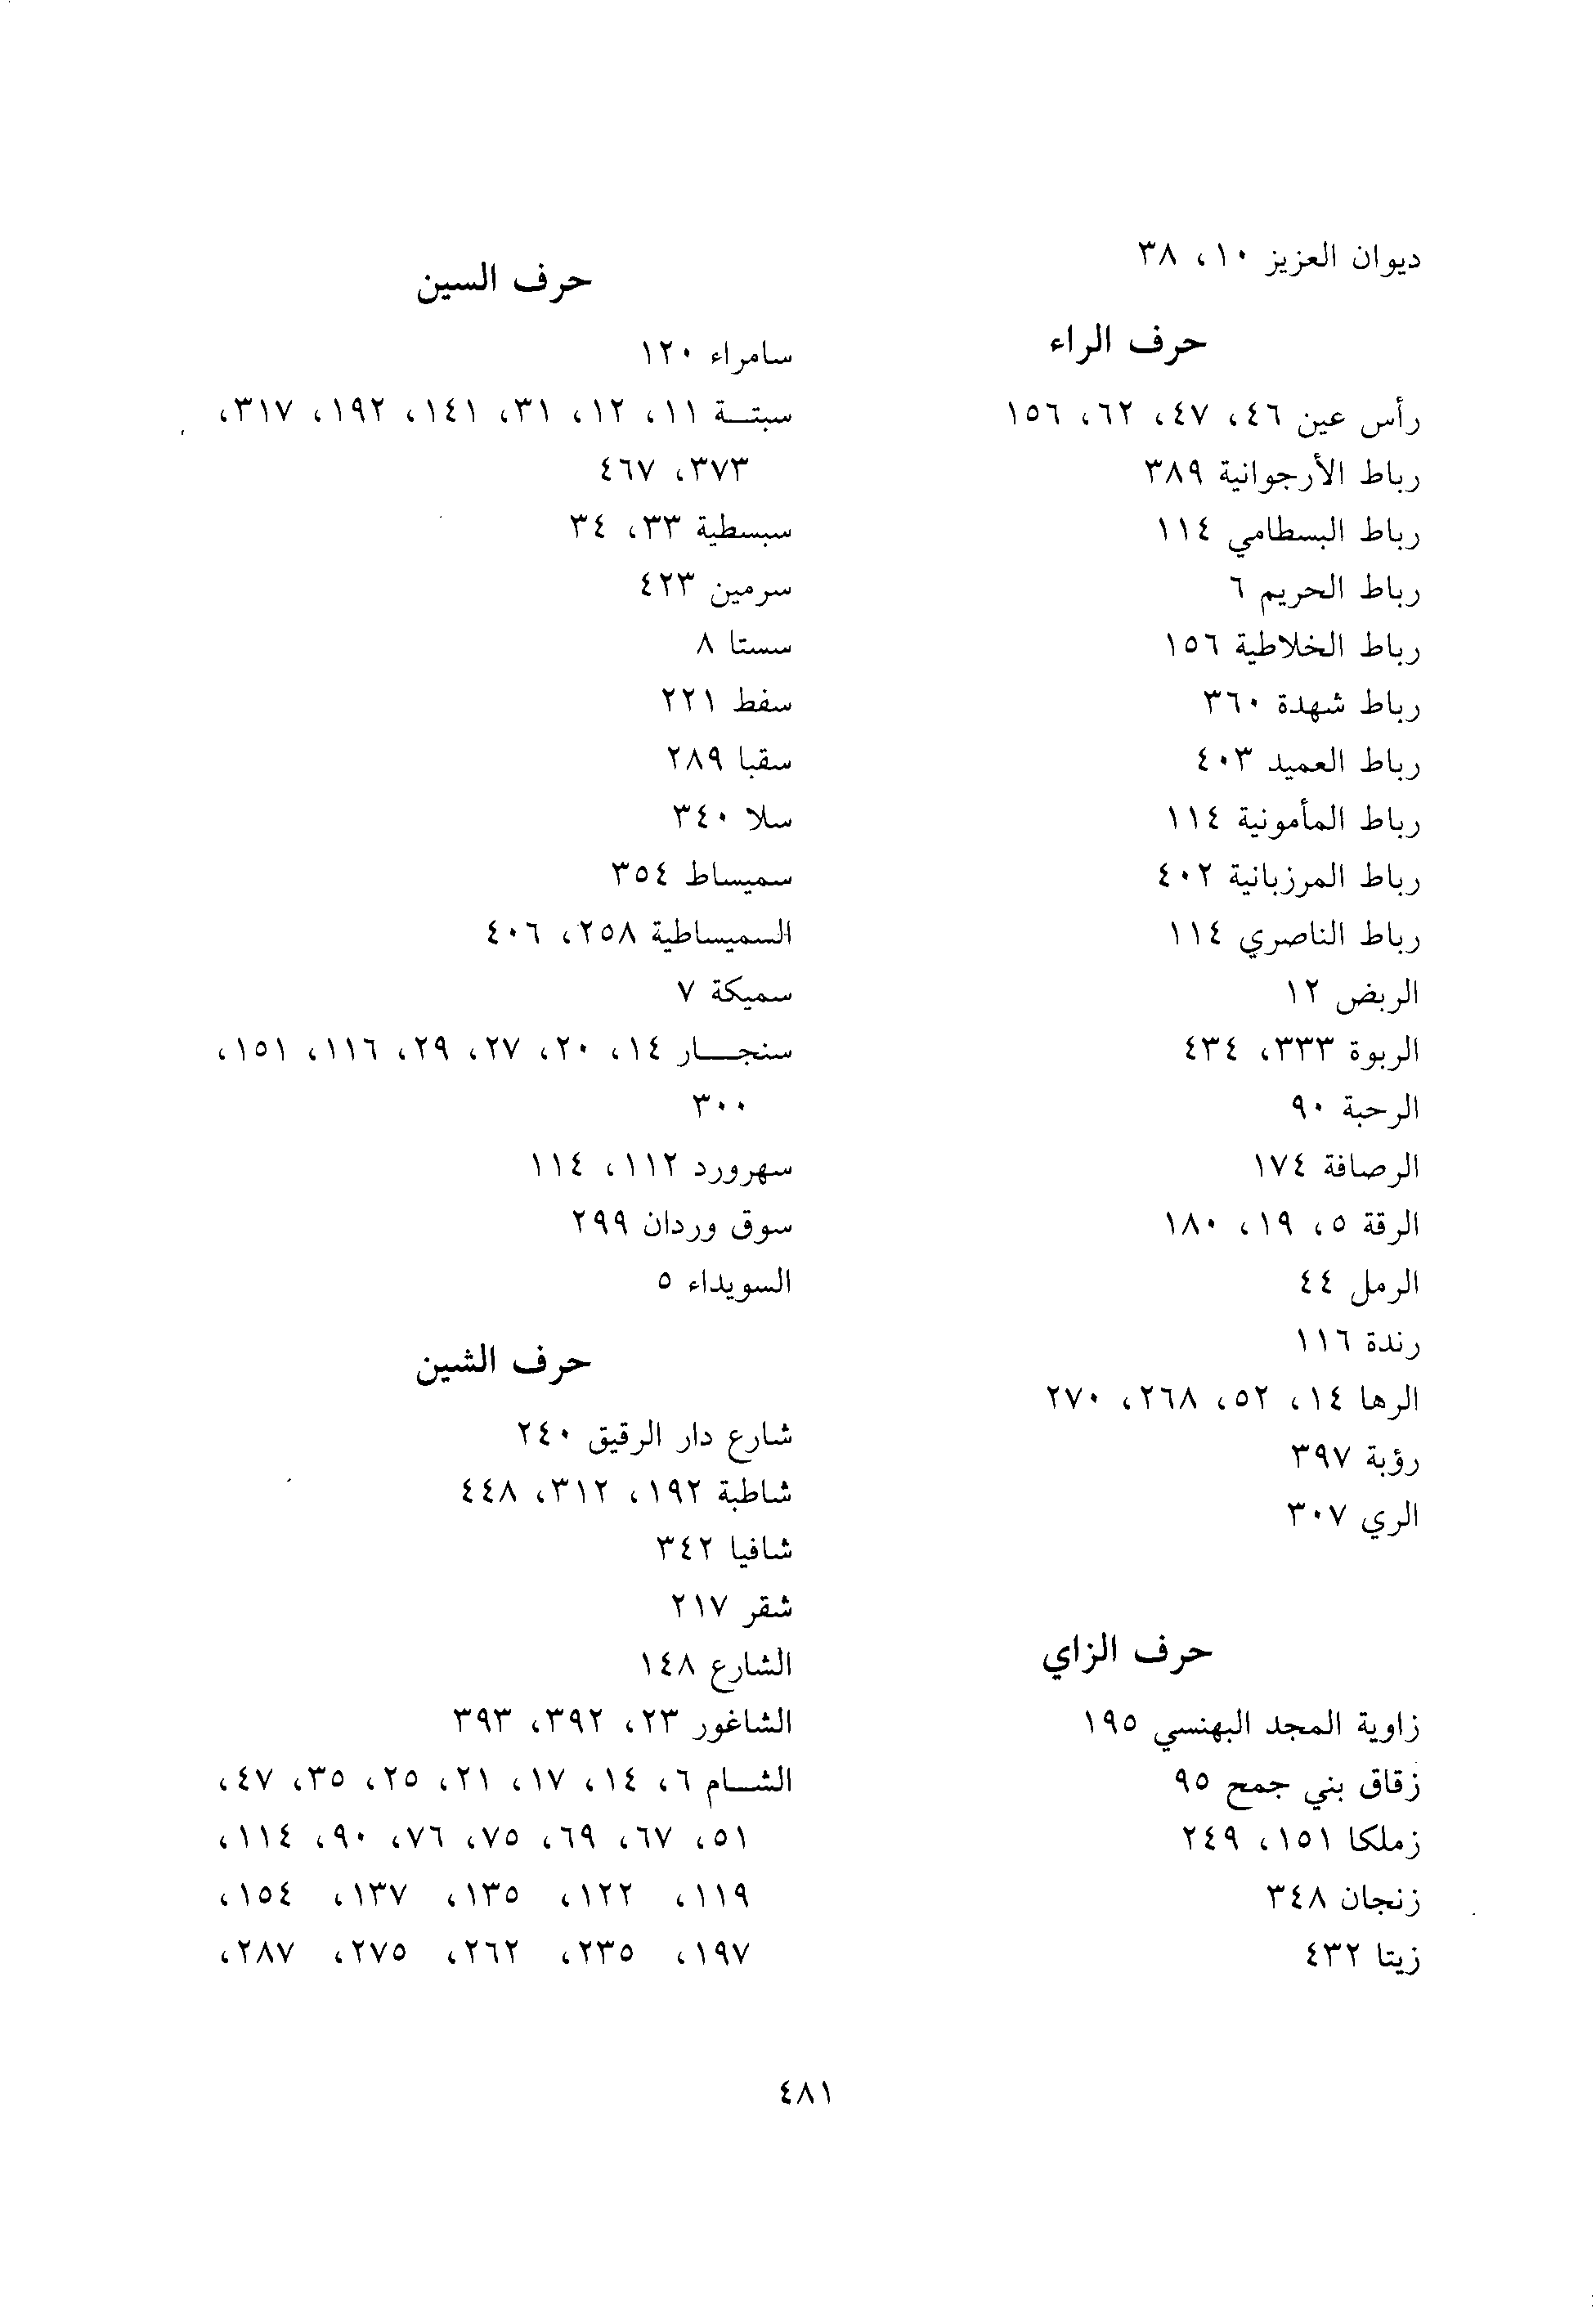 ديوان العزيز ١٠، ٣٨
حرف الراء
رأس عين ٤٦، ٤٧، ٦٢، ١٥٦
رباط الأرجوانية ٣٨٩
رباط البسطامي ١١٤
رباط الحريم ٦
رباط الخلاطية ١٥٦
رباط شهدة ٣٦٠
رباط العميد ٤٠٣
رباط المأمونية ١١٤
رباط المرزبانية ٤٠٢
رباط الناصري ١١٤
الربض ١٢
الربوة ٣٣٣، ٤٣٤
الرحبة ٩٠
الرصافة ١٧٤
الرقة ٥، ١٩، ١٨٠
الرمل ٤٤
رندة ١١٦
الرها ١٤، ٥٢، ٢٦٨، ٢٧٠
رؤبة ٣٩٧
الري ٣٠٧
حرف الزاي
زاوية المجد البهنسي ١٩٥
زقاق بني جمح ٩٥
زملكا ١٥١، ٢٤٩
زنجان ٣٤٨
زيتا ٤٣٢
حرف السين
سامراء ١٢٠
سبتــة ١١، ١٢، ٣١، ١٤١، ١٩٢، ٣١٧،
٣٧٣، ٤٦٧
سبسطية ٣٣، ٣٤
سرمين ٤٢٣
سستا ٨
سفط ٢٢١
سقبا ٢٨٩
سلا ٣٤٠
سميساط ٣٥٤
السميساطية ٢٥٨، ٤٠٦
سميكة ٧
سنجــار ١٤، ٢٠، ٢٧، ٢٩، ١١٦، ١٥١،
٣٠٠
سهرورد ١١٢، ١١٤
سوق وردان ٢٩٩
السويداء ٥
حرف الشين
شارع دار الرقيق ٢٤٠
شاطبة ١٩٢، ٣١٢، ٤٤٨
شافيا ٣٤٢
شقر ٢١٧
الشارع ١٤٨
الشاغور ٢٣، ٣٩٢، ٣٩٣
الشــام ٦، ١٤، ١٧، ٢١، ٢٥، ٣٥، ٤٧،
٥١، ٦٧، ٦٩، ٧٥، ٧٦، ٩٠، ١١٤،
١١٩، ١٢٢، ١٣٥، ١٣٧، ١٥٤،
١٩٧، ٢٣٥، ٢٦٢، ٢٧٥، ٢٨٧،
٤٨١